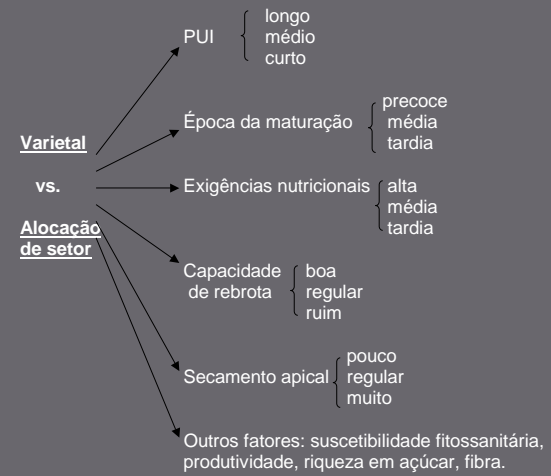 Varietal
vs.
Alocação
de setor
PUI
longo
médio
curto
Época da maturação
precoce
média
tardia
Exigências nutricionais
alta
média
tardia
Capacidade
de rebrota
boa
regular
ruim
Secamento apical
pouco
regular
muito
Outros fatores: suscetibilidade fitossanitária,
produtividade, riqueza em açúcar, fibra.